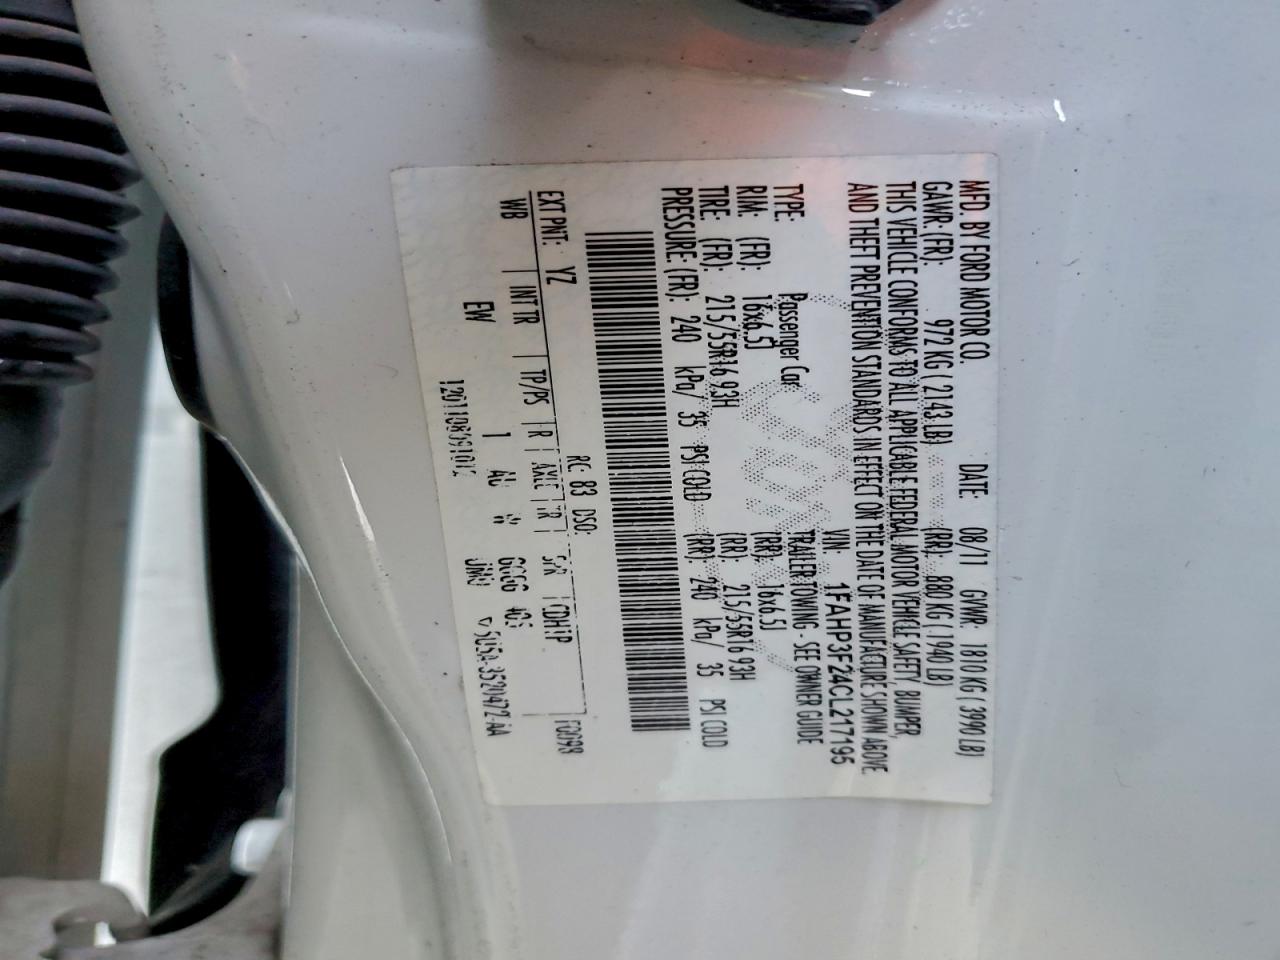 MFD. BY FORD MOTOR CO. DATE: 08/11 GVWR: 1810 KG ( 3990 LB)
GAWR: (FR): 972 KG ( 2143 LB) (RR): 880 KG ( 1940 LB)
THIS VEHICLE CONFORMS TO ALL APPLICABLE FEDERAL MOTOR VEHICLE SAFETY BUMPER,
AND THEFT PREVENTION STANDARDS IN EFFECT ON THE DATE OF MANUFACTURE SHOWN ABOVE.
VIN: 1FAHP3F24CL217195
TYPE: Passenger Car TRAILER TOWING - SEE OWNER GUIDE
RIM: (FR): 16x6.5J (RR): 16x6.5J
TIRE: (FR): 215/55R16 93H (RR): 215/55R16 93H
PRESSURE (FR): 240 kPa/ 35 PSI COLD (RR): 240 kPa/ 35 PSI COLD
EXT PNT: YZ RC: 83 DSO:
WB INT TR TP/PS R AXLE TR
EW 1